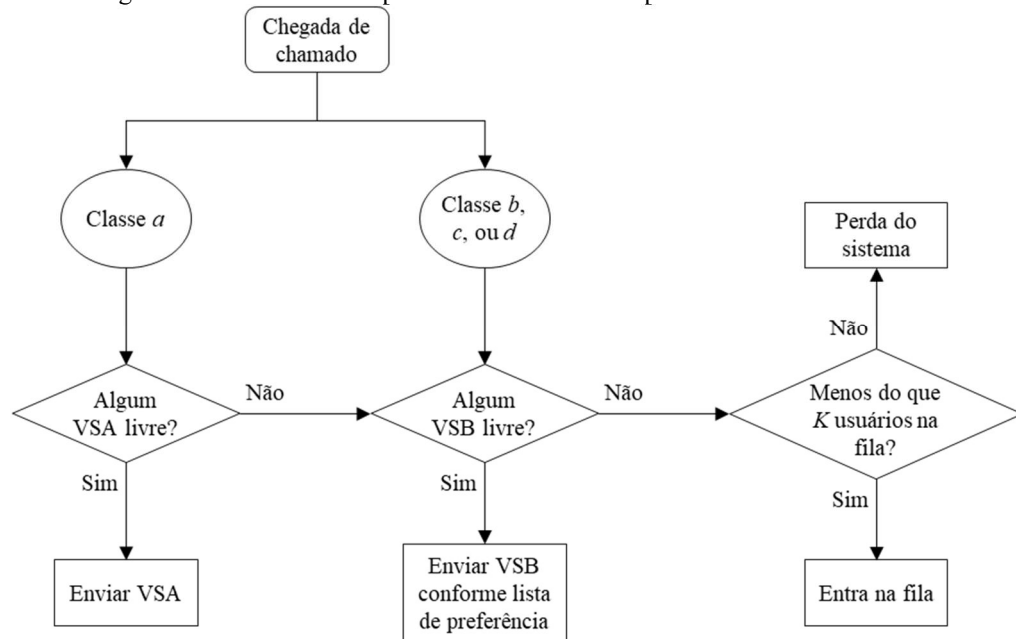 Chegada de
chamado
Classe a
Classe b,
c, ou d
Perda do
sistema
Não
Algum
VSA livre?
Não
Algum
VSB livre?
Não
Menos do que
K usuários na
fila?
Sim
Sim
Sim
Enviar VSA
Enviar VSB
conforme lista
de preferência
Entra na fila